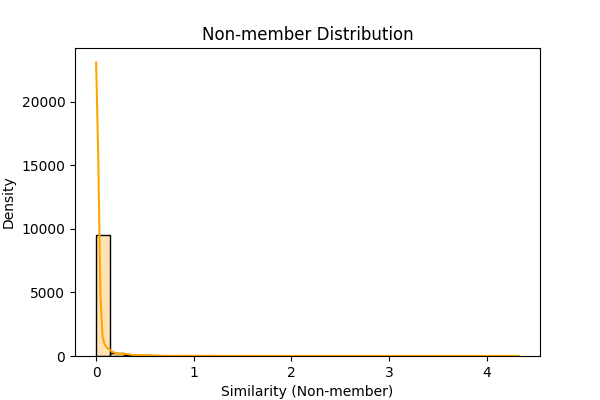 Non-member Distribution
Density
20000
15000
10000
5000
0
0 1 2 3 4
Similarity (Non-member)